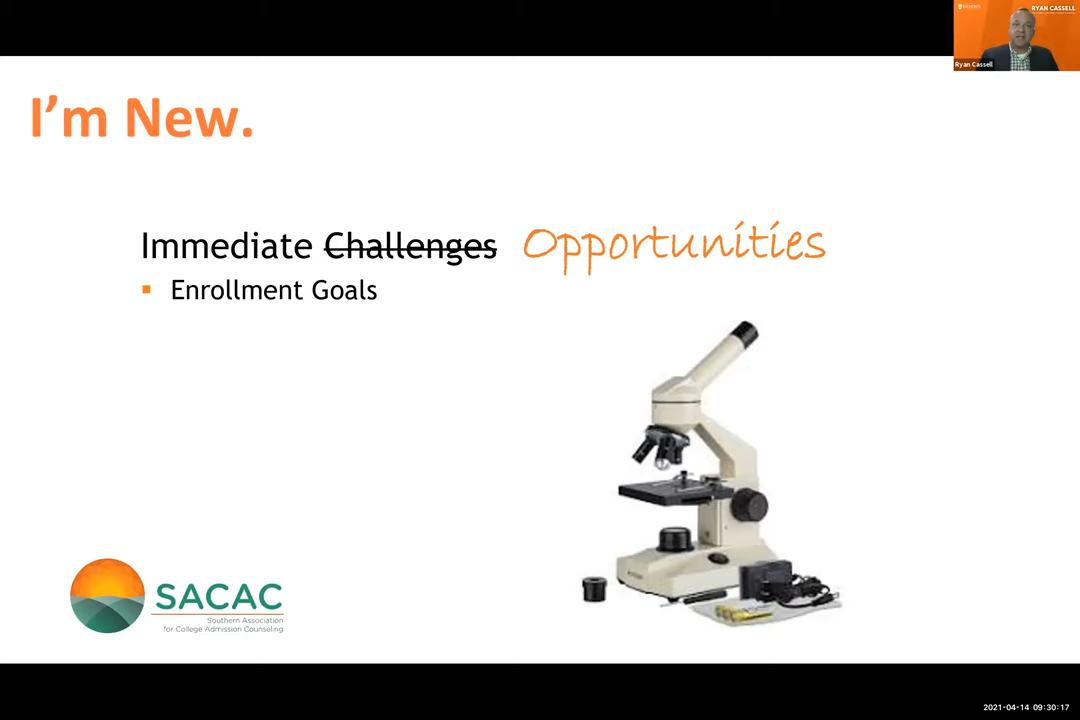 RYAN CASSELL
Ryan Cassell
I'm New.
Immediate Challenges Opportunities
▪ Enrollment Goals
SACAC
Southern Association
for College Admission Counseling
2021-04-14 09:30:17